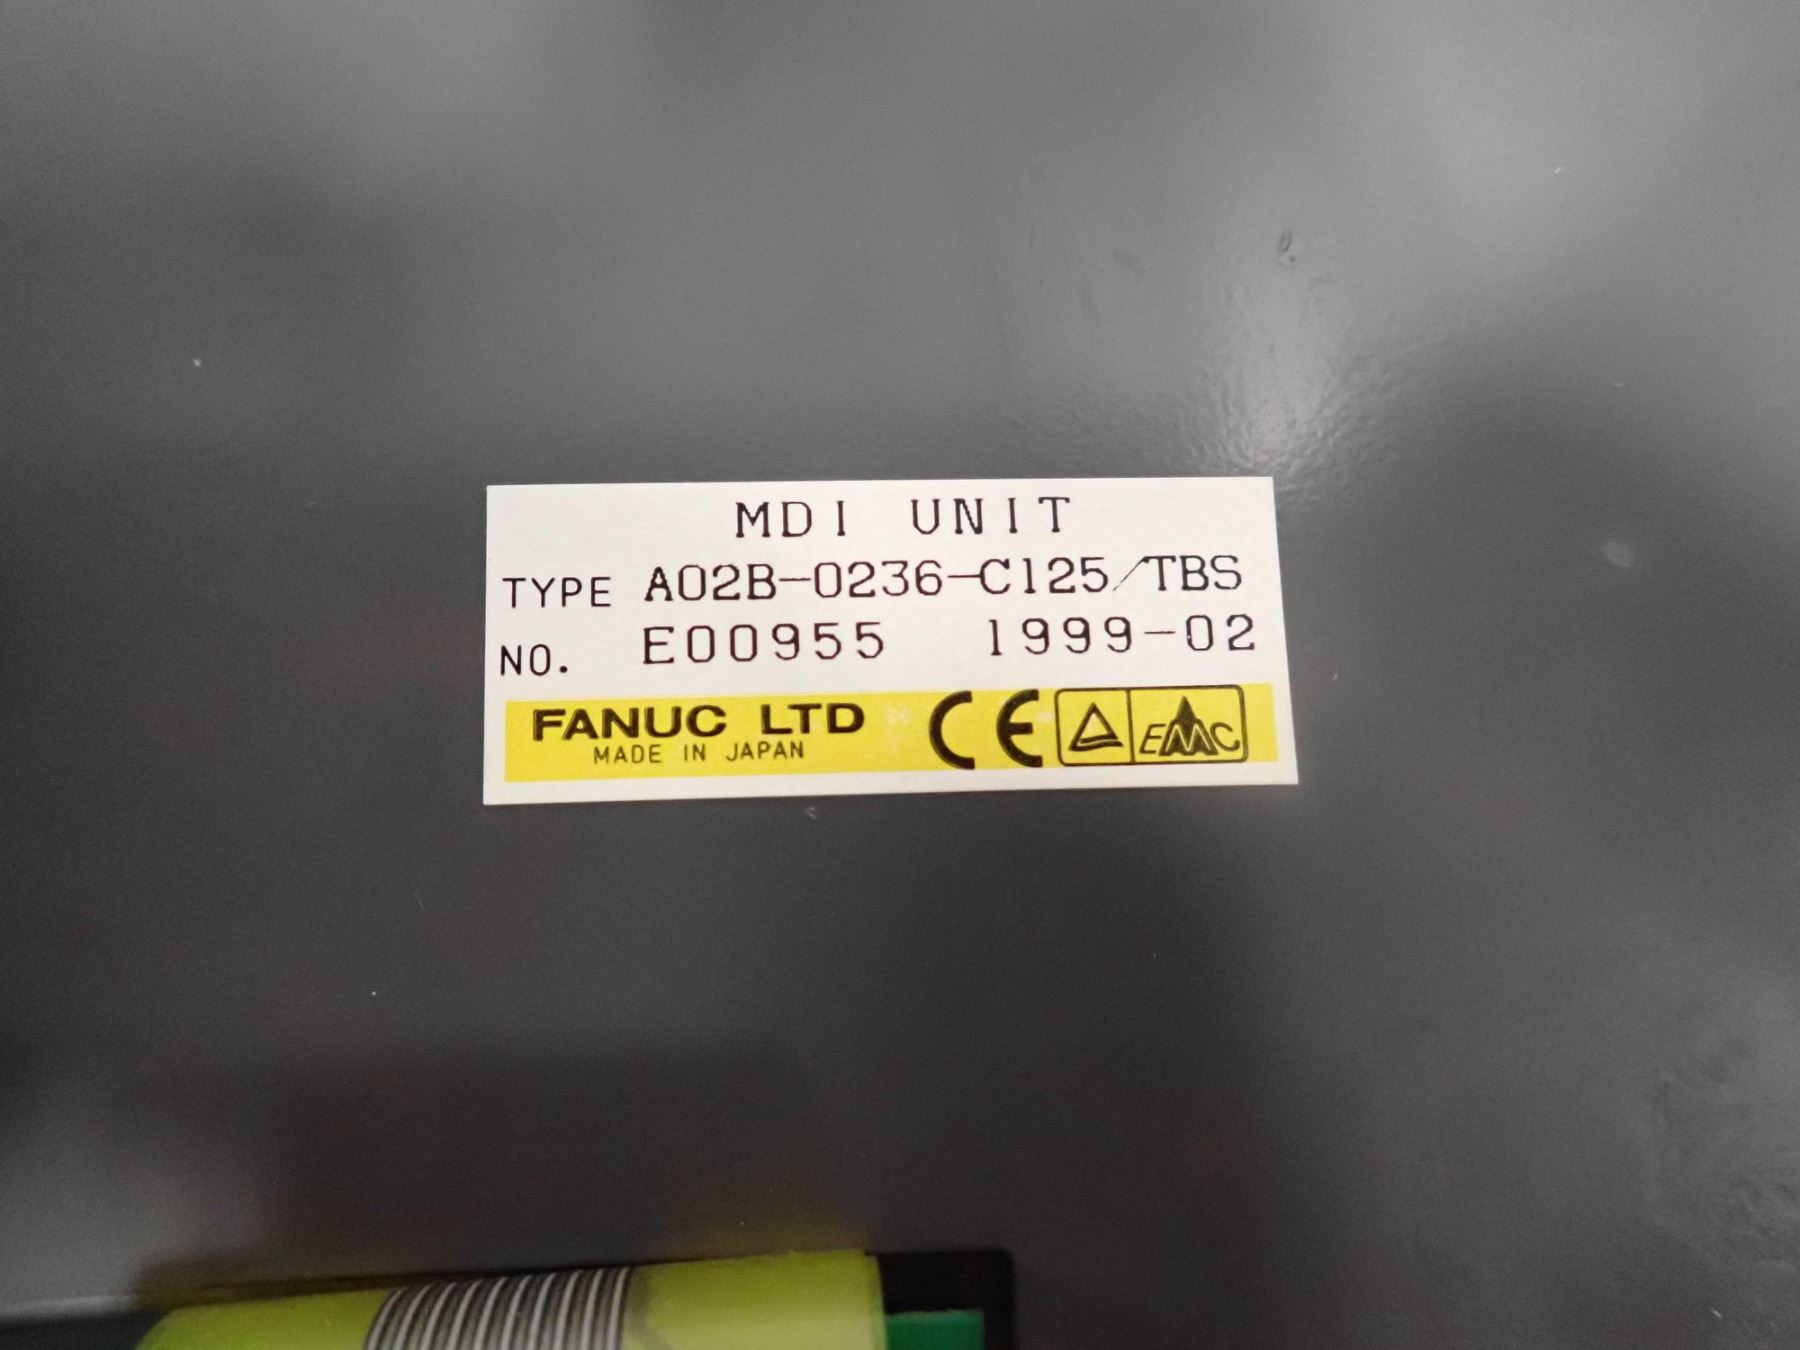 MDI UNIT
TYPE A02B-0236-C125/TBS
NO. E00955 1999-02
FANUC LTD CE EMC
MADE IN JAPAN